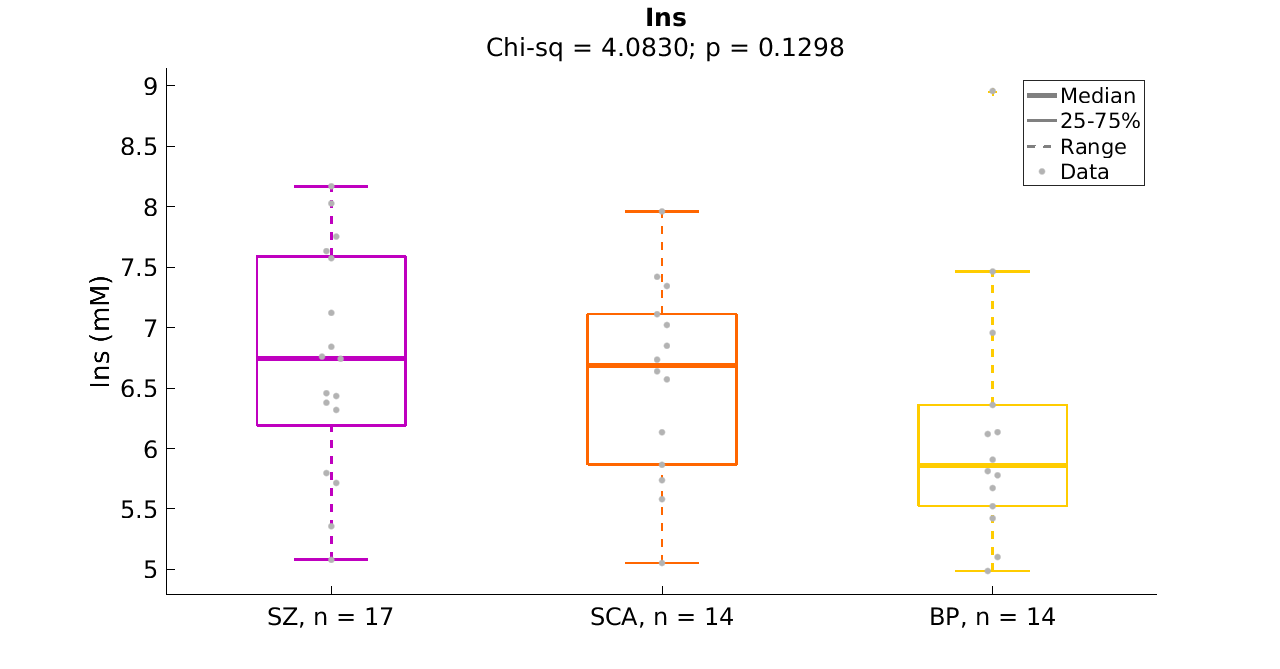 Ins
Chi-sq = 4.0830; p = 0.1298
Median
25-75%
Range
Data
Ins (mM)
9
8.5
8
7.5
7
6.5
6
5.5
5
SZ, n = 17
SCA, n = 14
BP, n = 14